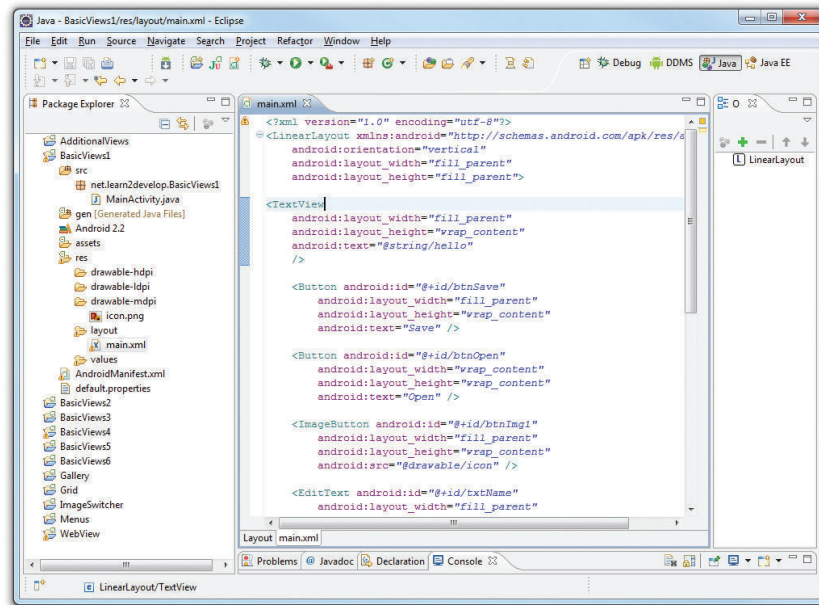 Java - BasicViews1/res/layout/main.xml - Eclipse
File Edit Run Source Navigate Search Project Refactor Window Help
Debug DDMS Java Java EE
Package Explorer
AdditionalViews
BasicViews1
src
net.learn2develop.BasicViews1
MainActivity.java
gen [Generated Java Files]
Android 2.2
assets
res
drawable-hdpi
drawable-ldpi
drawable-mdpi
icon.png
layout
main.xml
values
AndroidManifest.xml
default.properties
BasicViews2
BasicViews3
BasicViews4
BasicViews5
BasicViews6
Gallery
Grid
ImageSwitcher
Menus
WebView
main.xml
<?xml version="1.0" encoding="utf-8"?>
<LinearLayout xmlns:android="http://schemas.android.com/apk/res/a
android:orientation="vertical"
android:layout_width="fill_parent"
android:layout_height="fill_parent">
<TextView
android:layout_width="fill_parent"
android:layout_height="wrap_content"
android:text="@string/hello"
/>
<Button android:id="@+id/btnSave"
android:layout_width="fill_parent"
android:layout_height="wrap_content"
android:text="Save" />
<Button android:id="@+id/btnOpen"
android:layout_width="wrap_content"
android:layout_height="wrap_content"
android:text="Open" />
<ImageButton android:id="@+id/btnImg1"
android:layout_width="fill_parent"
android:layout_height="wrap_content"
android:src="@drawable/icon" />
<EditText android:id="@+id/txtName"
android:layout_width="fill_parent"
Layout main.xml
O
LinearLayout
Problems @ Javadoc Declaration Console
LinearLayout/TextView